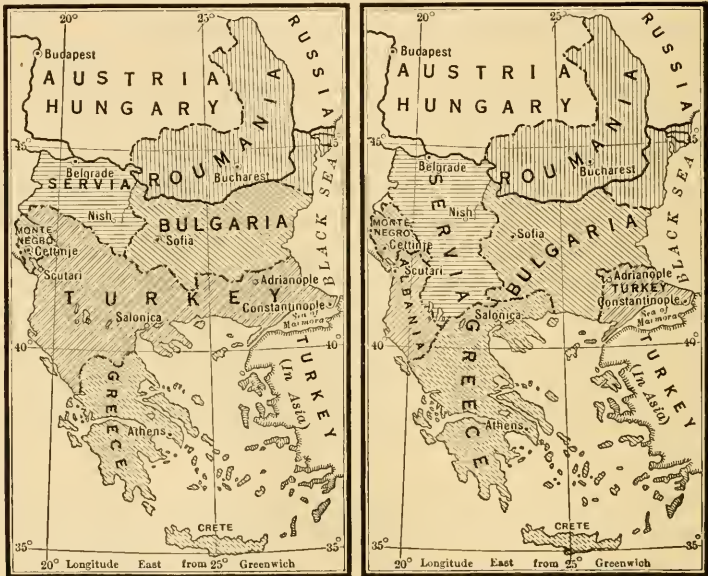 20°
25°
RUSSIA
Budapest
AUSTRIA
HUNGARY
ROUMANIA
45°
Belgrade
SERVIA
Bucharest
BLACK SEA
Nish
BULGARIA
MONTE
NEGRO
Sofia
Cettinje
Scutari
Adrianople
TURKEY
Constantinople
Sea of
Marmora
Salonica
40°
TURKEY
(In Asia)
GREECE
Athens
CRETE
35°
20° Longitude East from 25° Greenwich
20°
25°
RUSSIA
Budapest
AUSTRIA
HUNGARY
ROUMANIA
45°
Belgrade
SERVIA
Bucharest
BLACK SEA
Nish
BULGARIA
MONTE
NEGRO
Sofia
Cettinje
Scutari
ALBANIA
Adrianople
TURKEY
Constantinople
Sea of
Marmora
Salonica
40°
TURKEY
(In Asia)
GREECE
Athens
CRETE
35°
20° Longitude East from 25° Greenwich